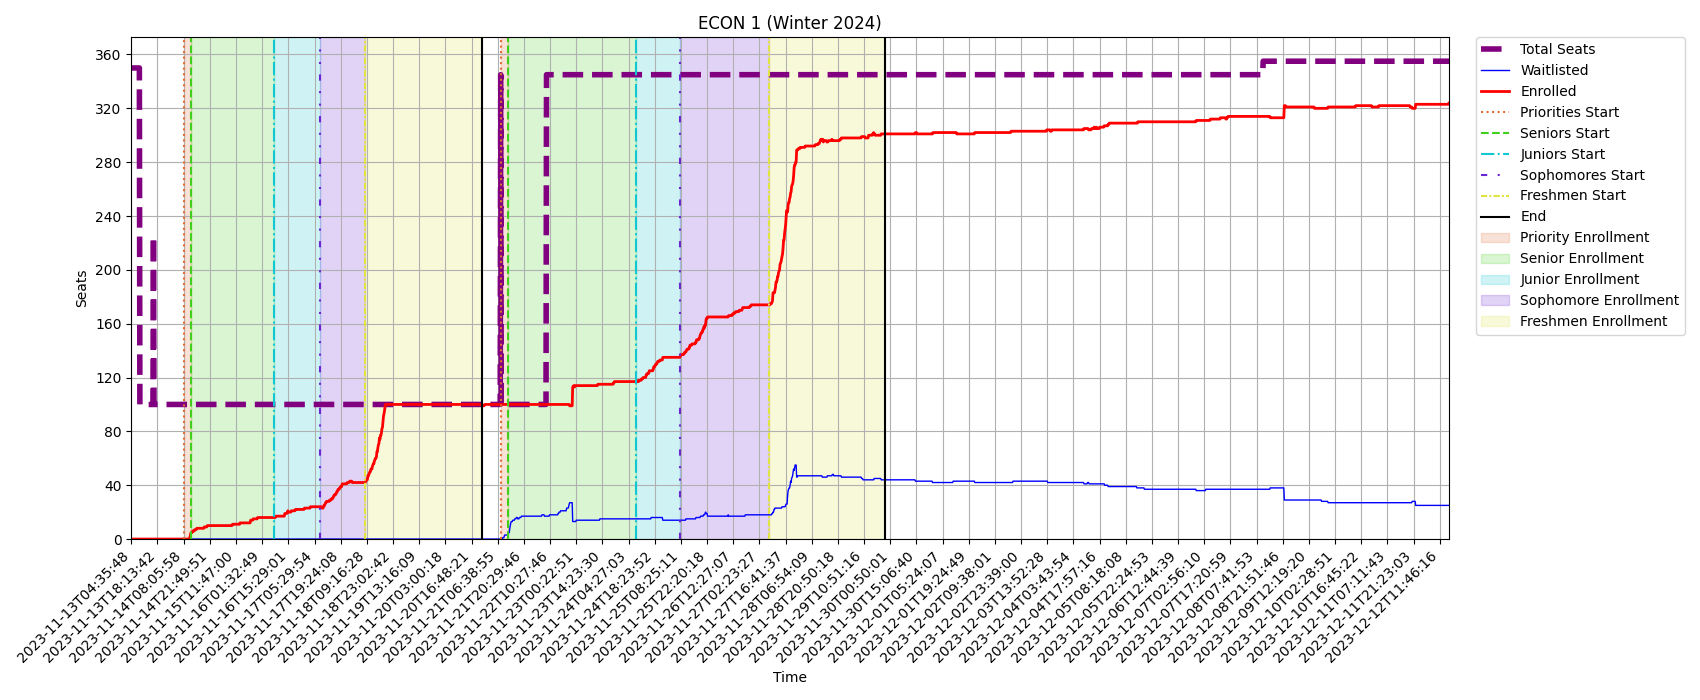 ECON 1 (Winter 2024)
Seats
360
320
280
240
200
160
120
80
40
0
2023-11-13T04:35:48
2023-11-13T18:13:42
2023-11-14T08:05:58
2023-11-14T21:49:51
2023-11-15T11:47:00
2023-11-16T01:32:49
2023-11-16T15:29:01
2023-11-17T05:29:54
2023-11-17T19:24:08
2023-11-18T09:16:28
2023-11-18T23:02:42
2023-11-19T13:16:09
2023-11-20T03:00:18
2023-11-20T16:48:21
2023-11-21T06:38:55
2023-11-21T20:29:46
2023-11-22T10:27:46
2023-11-23T00:22:51
2023-11-23T14:23:30
2023-11-24T04:27:03
2023-11-24T18:23:52
2023-11-25T08:25:11
2023-11-25T22:20:18
2023-11-26T12:27:07
2023-11-27T02:23:27
2023-11-27T16:41:37
2023-11-28T06:54:09
2023-11-28T20:50:18
2023-11-29T10:51:16
2023-11-30T00:50:01
2023-11-30T15:06:40
2023-12-01T05:24:07
2023-12-01T19:24:49
2023-12-02T09:38:01
2023-12-02T23:39:00
2023-12-03T13:52:28
2023-12-04T03:43:54
2023-12-04T17:57:16
2023-12-05T08:18:08
2023-12-05T22:24:53
2023-12-06T12:44:39
2023-12-07T02:56:10
2023-12-07T17:20:59
2023-12-08T07:41:53
2023-12-08T21:51:46
2023-12-09T12:19:20
2023-12-10T02:28:51
2023-12-10T16:45:22
2023-12-11T07:11:43
2023-12-11T21:23:03
2023-12-12T11:46:16
Time
Total Seats
Waitlisted
Enrolled
Priorities Start
Seniors Start
Juniors Start
Sophomores Start
Freshmen Start
End
Priority Enrollment
Senior Enrollment
Junior Enrollment
Sophomore Enrollment
Freshmen Enrollment